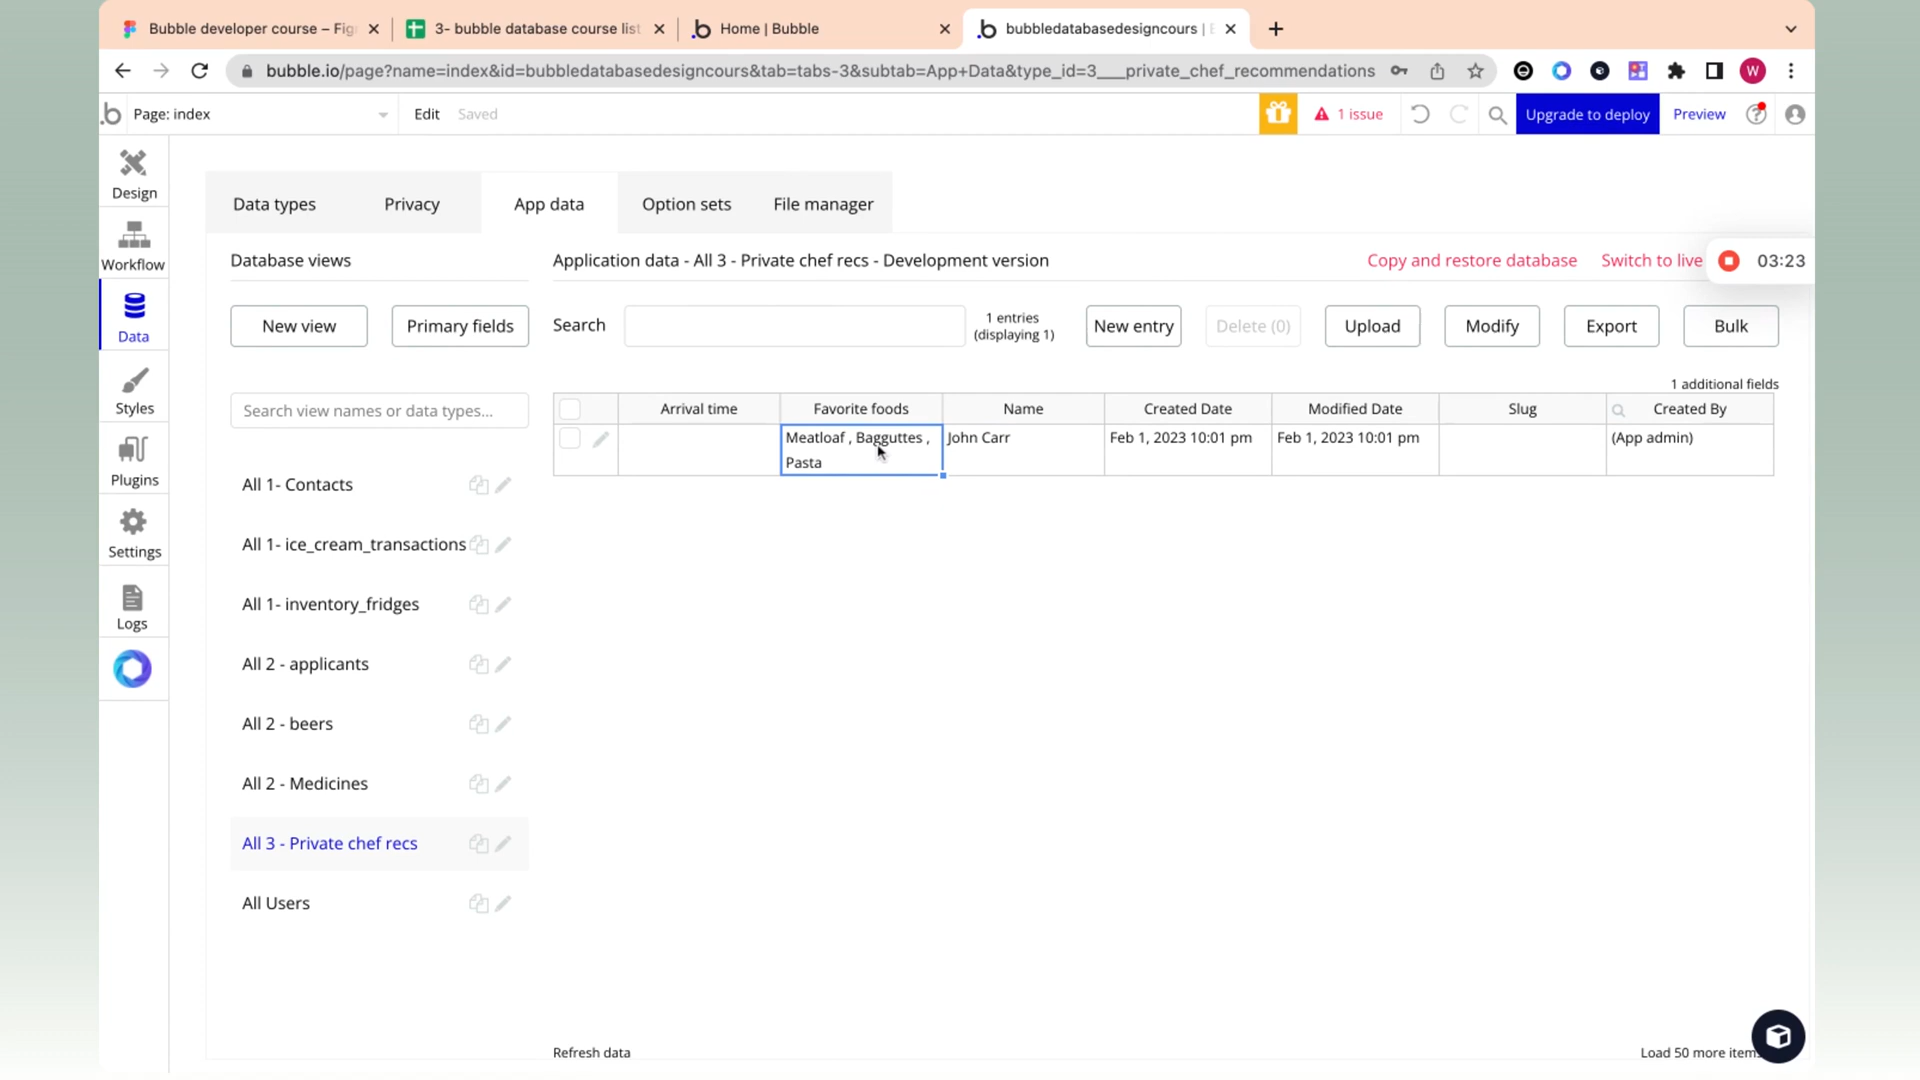 Bubble developer course – Fig
3- bubble database course list
Home | Bubble
bubbledatabasedesigncours | B
bubble.io/page?name=index&id=bubbledatabasedesigncours&tab=tabs-3&subtab=App+Data&type_id=3___private_chef_recommendations
W
Page: index
Edit
Saved
1 issue
Upgrade to deploy
Preview
Design
Workflow
Data
Styles
Plugins
Settings
Logs
Data types
Privacy
App data
Option sets
File manager
Database views
Application data - All 3 - Private chef recs - Development version
Copy and restore database
Switch to live
03:23
New view
Primary fields
Search
1 entries
(displaying 1)
New entry
Delete (0)
Upload
Modify
Export
Bulk
1 additional fields
Search view names or data types...
Arrival time
Favorite foods
Name
Created Date
Modified Date
Slug
Created By
Meatloaf , Bagguttes ,
Pasta
John Carr
Feb 1, 2023 10:01 pm
Feb 1, 2023 10:01 pm
(App admin)
All 1- Contacts
All 1- ice_cream_transactions
All 1- inventory_fridges
All 2 - applicants
All 2 - beers
All 2 - Medicines
All 3 - Private chef recs
All Users
Refresh data
Load 50 more items